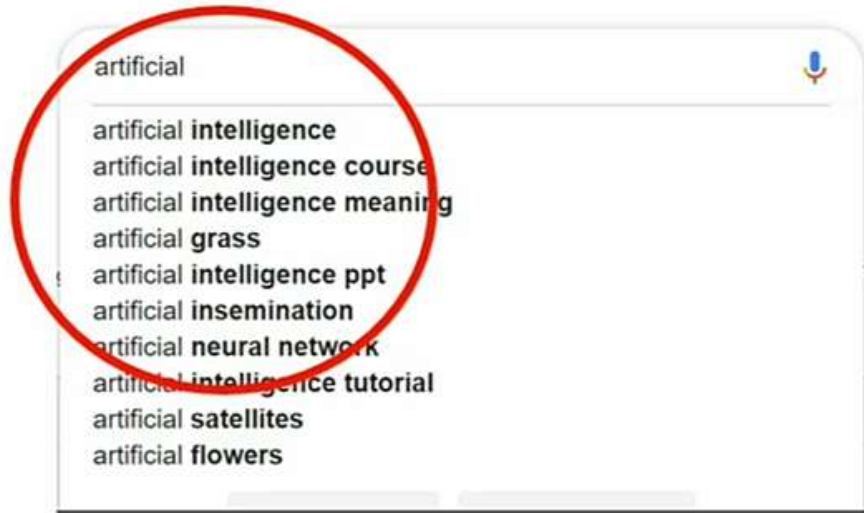 artificial
artificial intelligence
artificial intelligence course
artificial intelligence meaning
artificial grass
artificial intelligence ppt
artificial insemination
artificial neural network
artificial intelligence tutorial
artificial satellites
artificial flowers